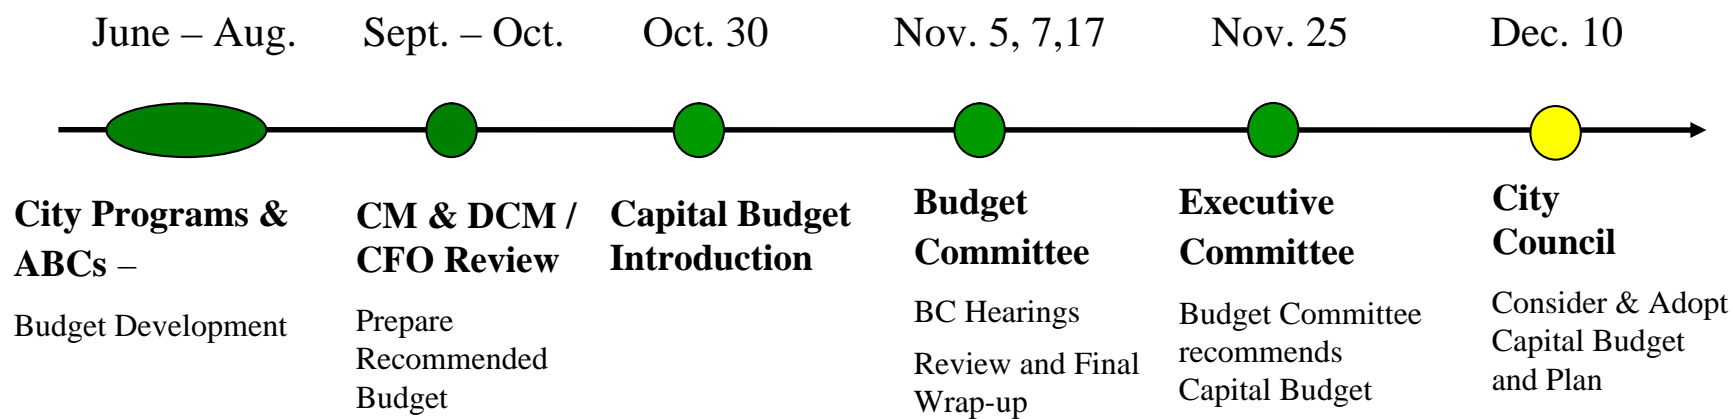 June – Aug.
Sept. – Oct.
Oct. 30
Nov. 5, 7,17
Nov. 25
Dec. 10
City Programs &
ABCs –
Budget Development
CM & DCM /
CFO Review
Prepare
Recommended
Budget
Capital Budget
Introduction
Budget
Committee
BC Hearings
Review and Final
Wrap-up
Executive
Committee
Budget Committee
recommends
Capital Budget
City
Council
Consider & Adopt
Capital Budget
and Plan